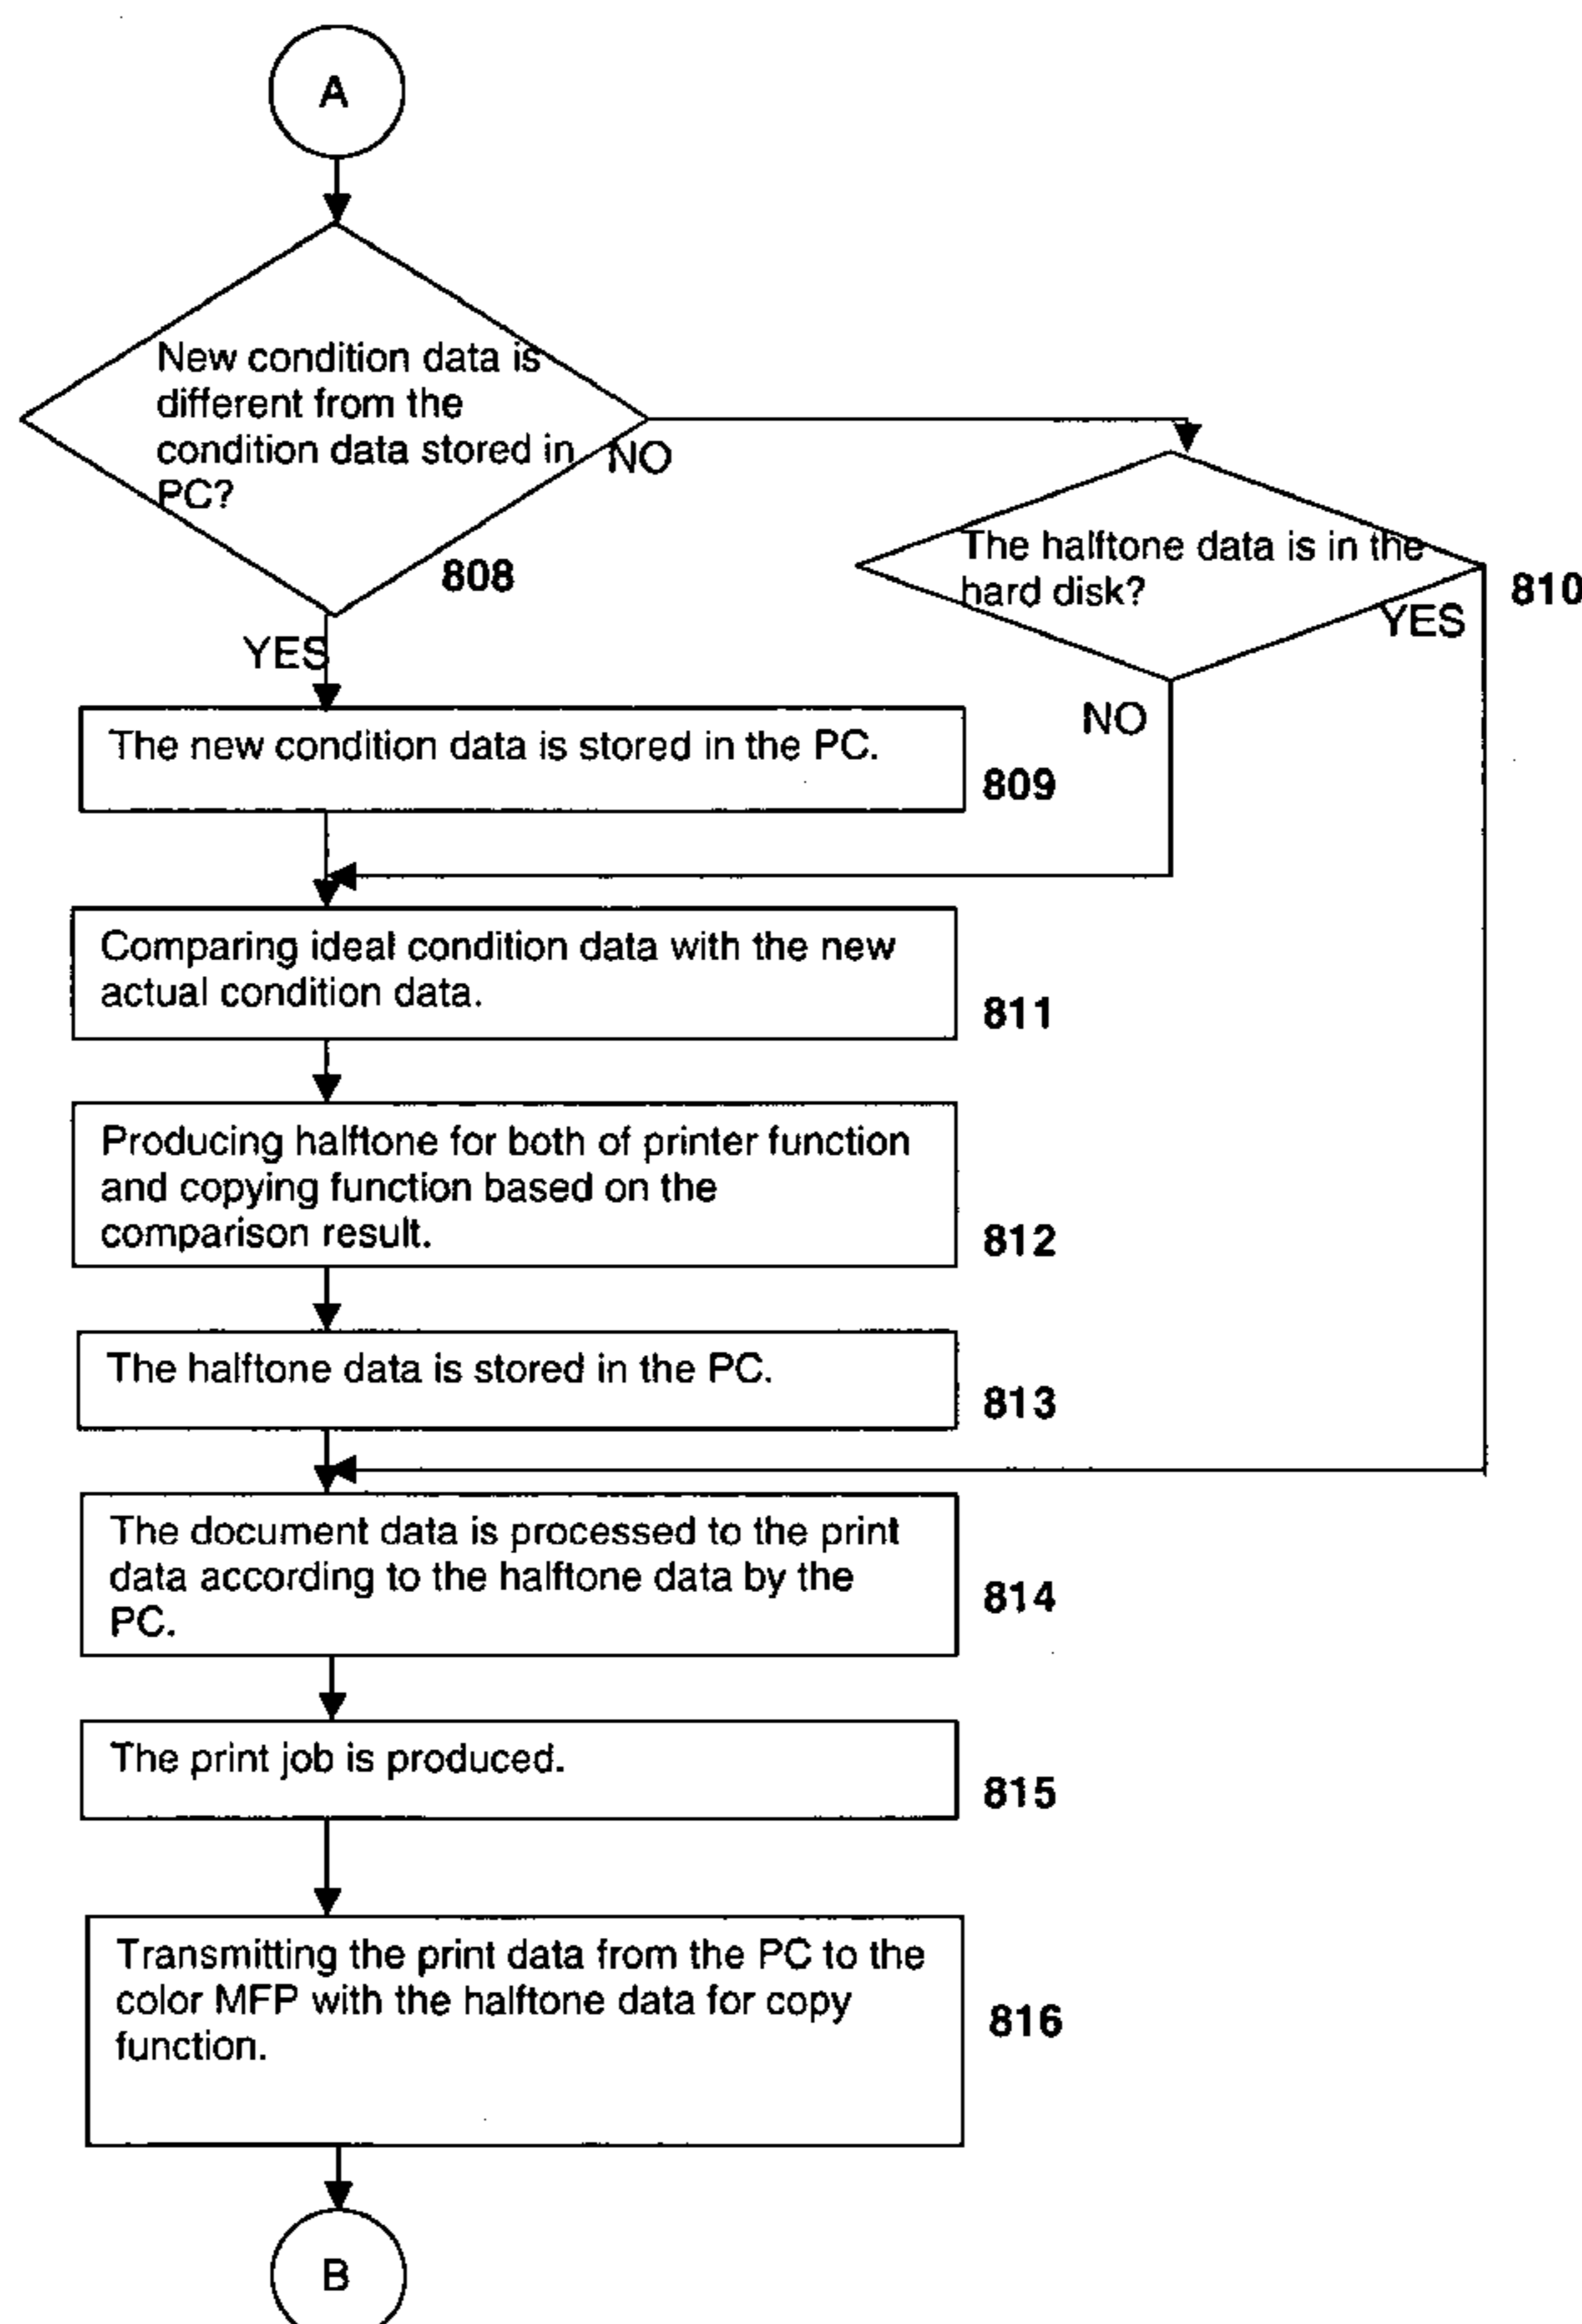 A
New condition data is
different from the
condition data stored in
PC?
NO
808
YES
The halftone data is in the
hard disk?
810
YES
NO
The new condition data is stored in the PC.
809
Comparing ideal condition data with the new
actual condition data.
811
Producing halftone for both of printer function
and copying function based on the
comparison result.
812
The halftone data is stored in the PC.
813
The document data is processed to the print
data according to the halftone data by the
PC.
814
The print job is produced.
815
Transmitting the print data from the PC to the
color MFP with the halftone data for copy
function.
816
B